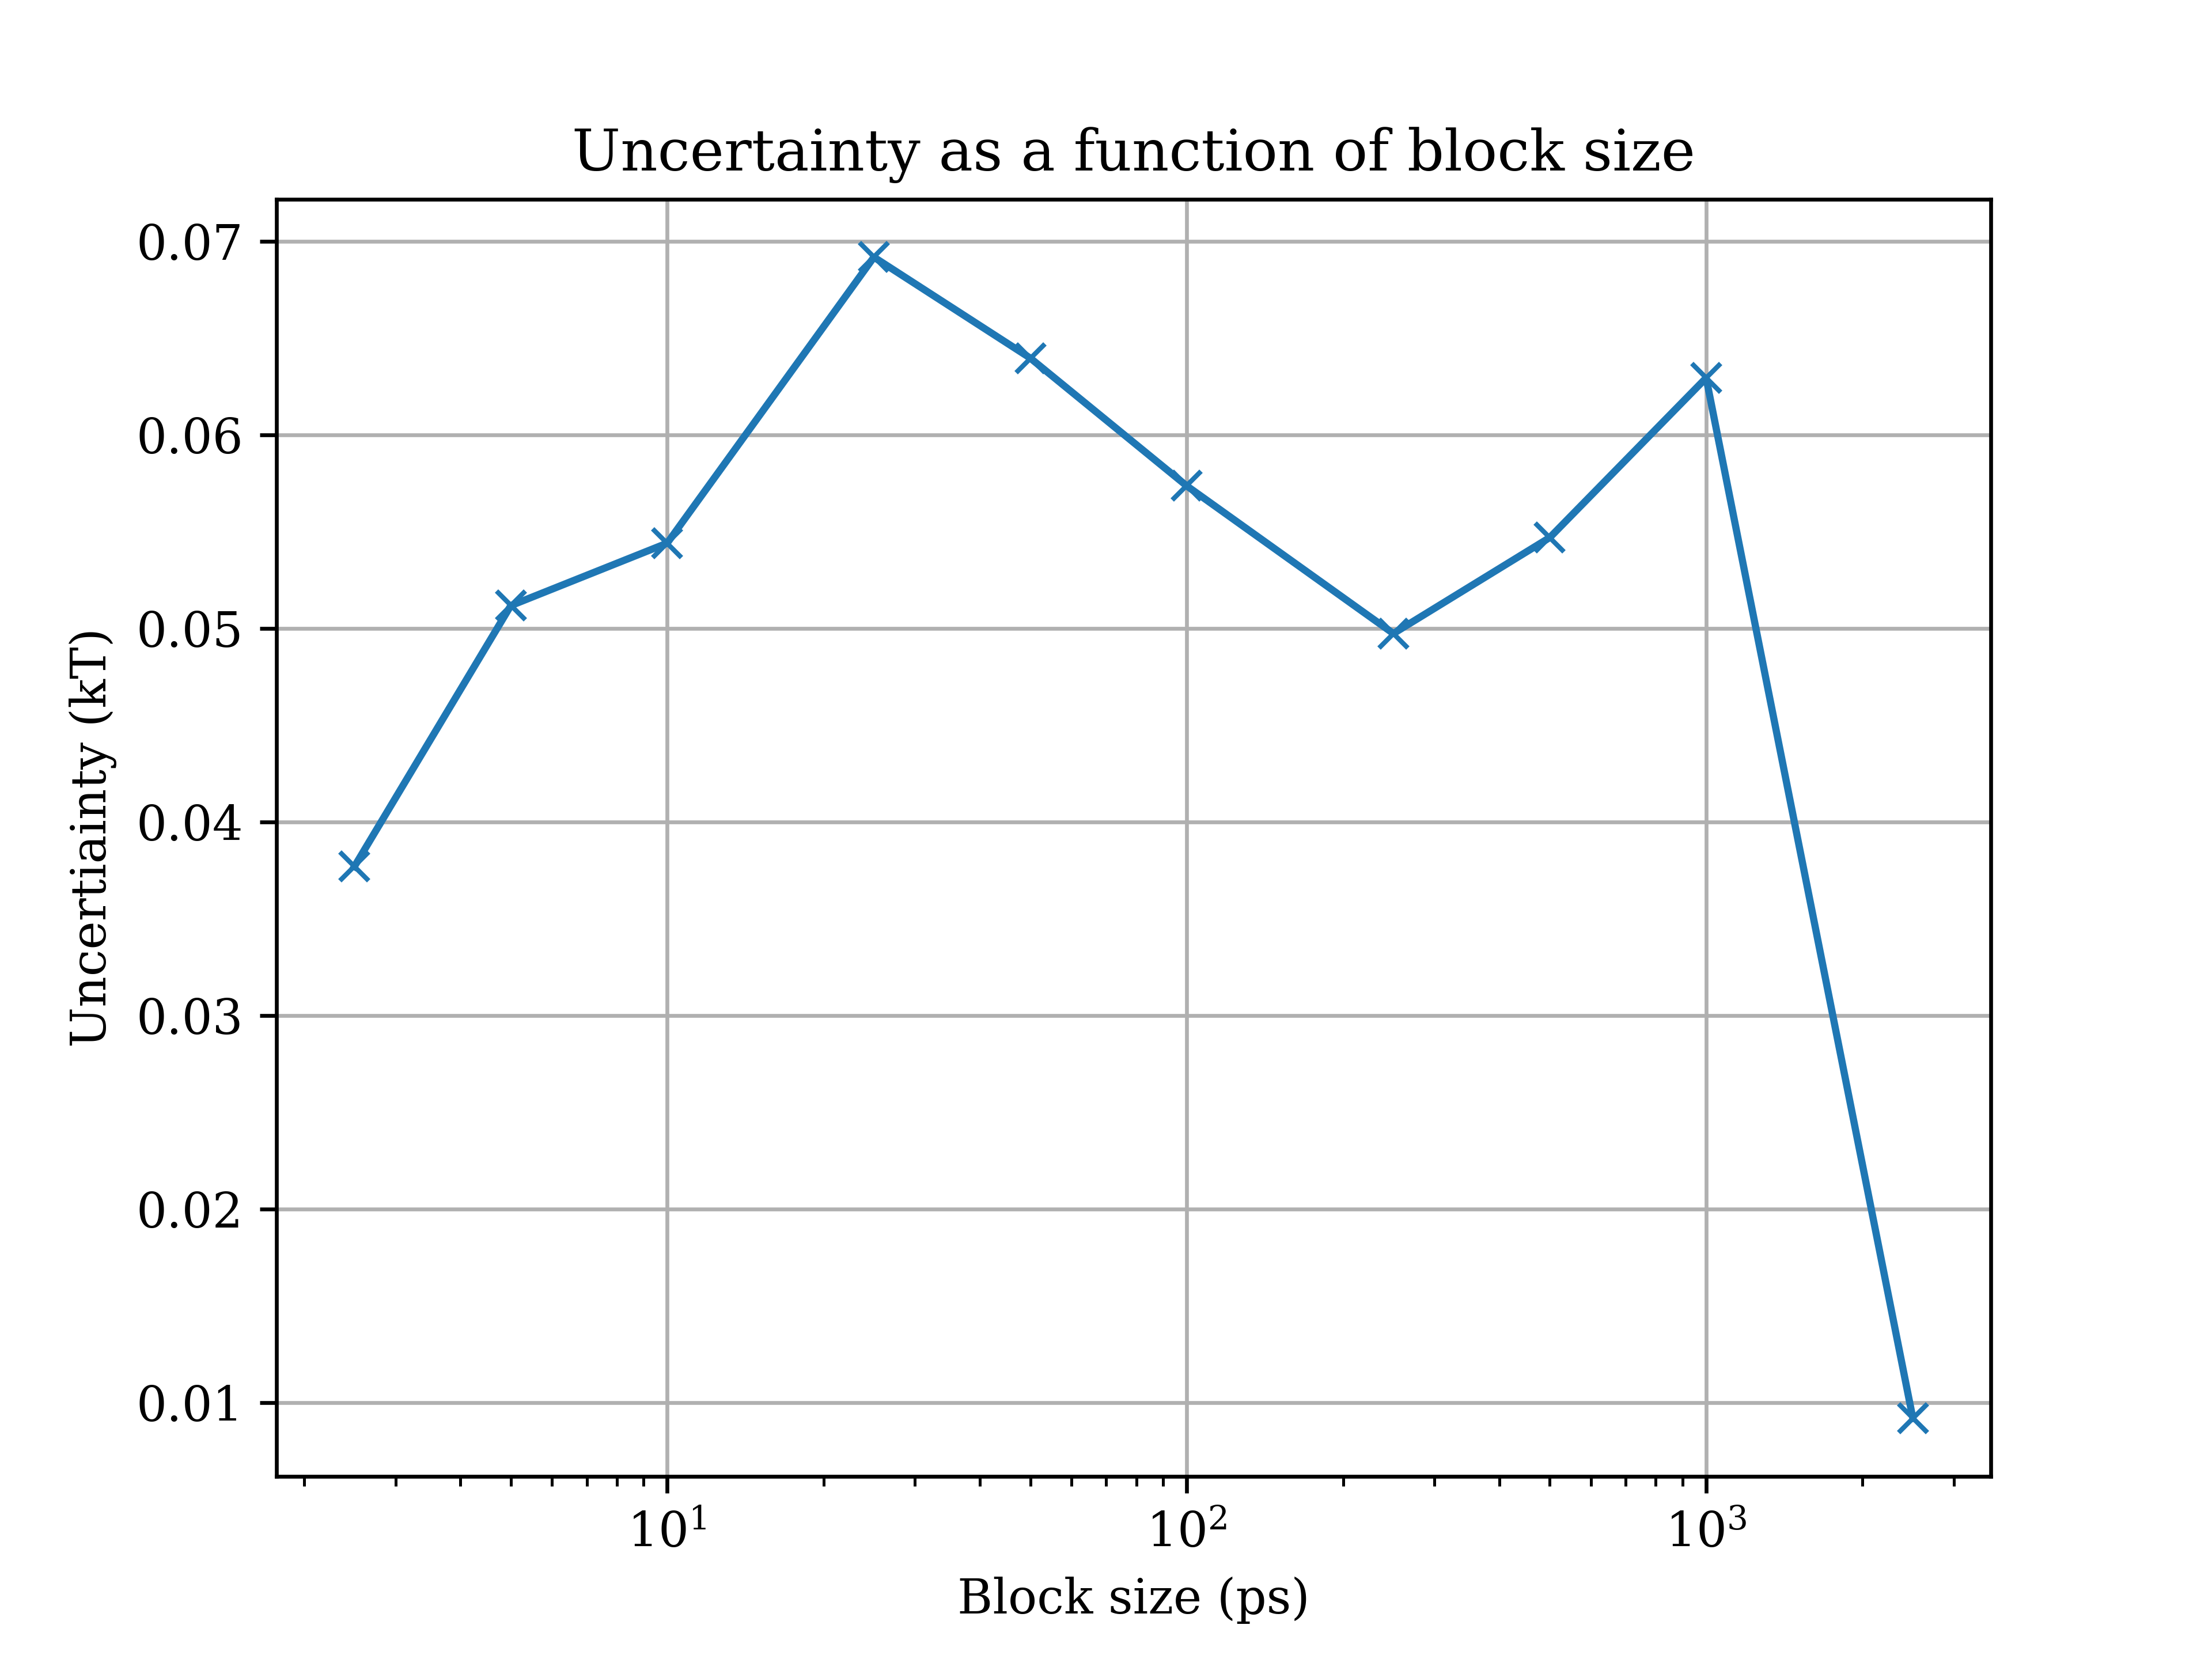 Uncertainty as a function of block size
0.07
0.06
0.05
0.04
0.03
0.02
0.01
Uncertiainty (kT)
10¹ 10² 10³
Block size (ps)